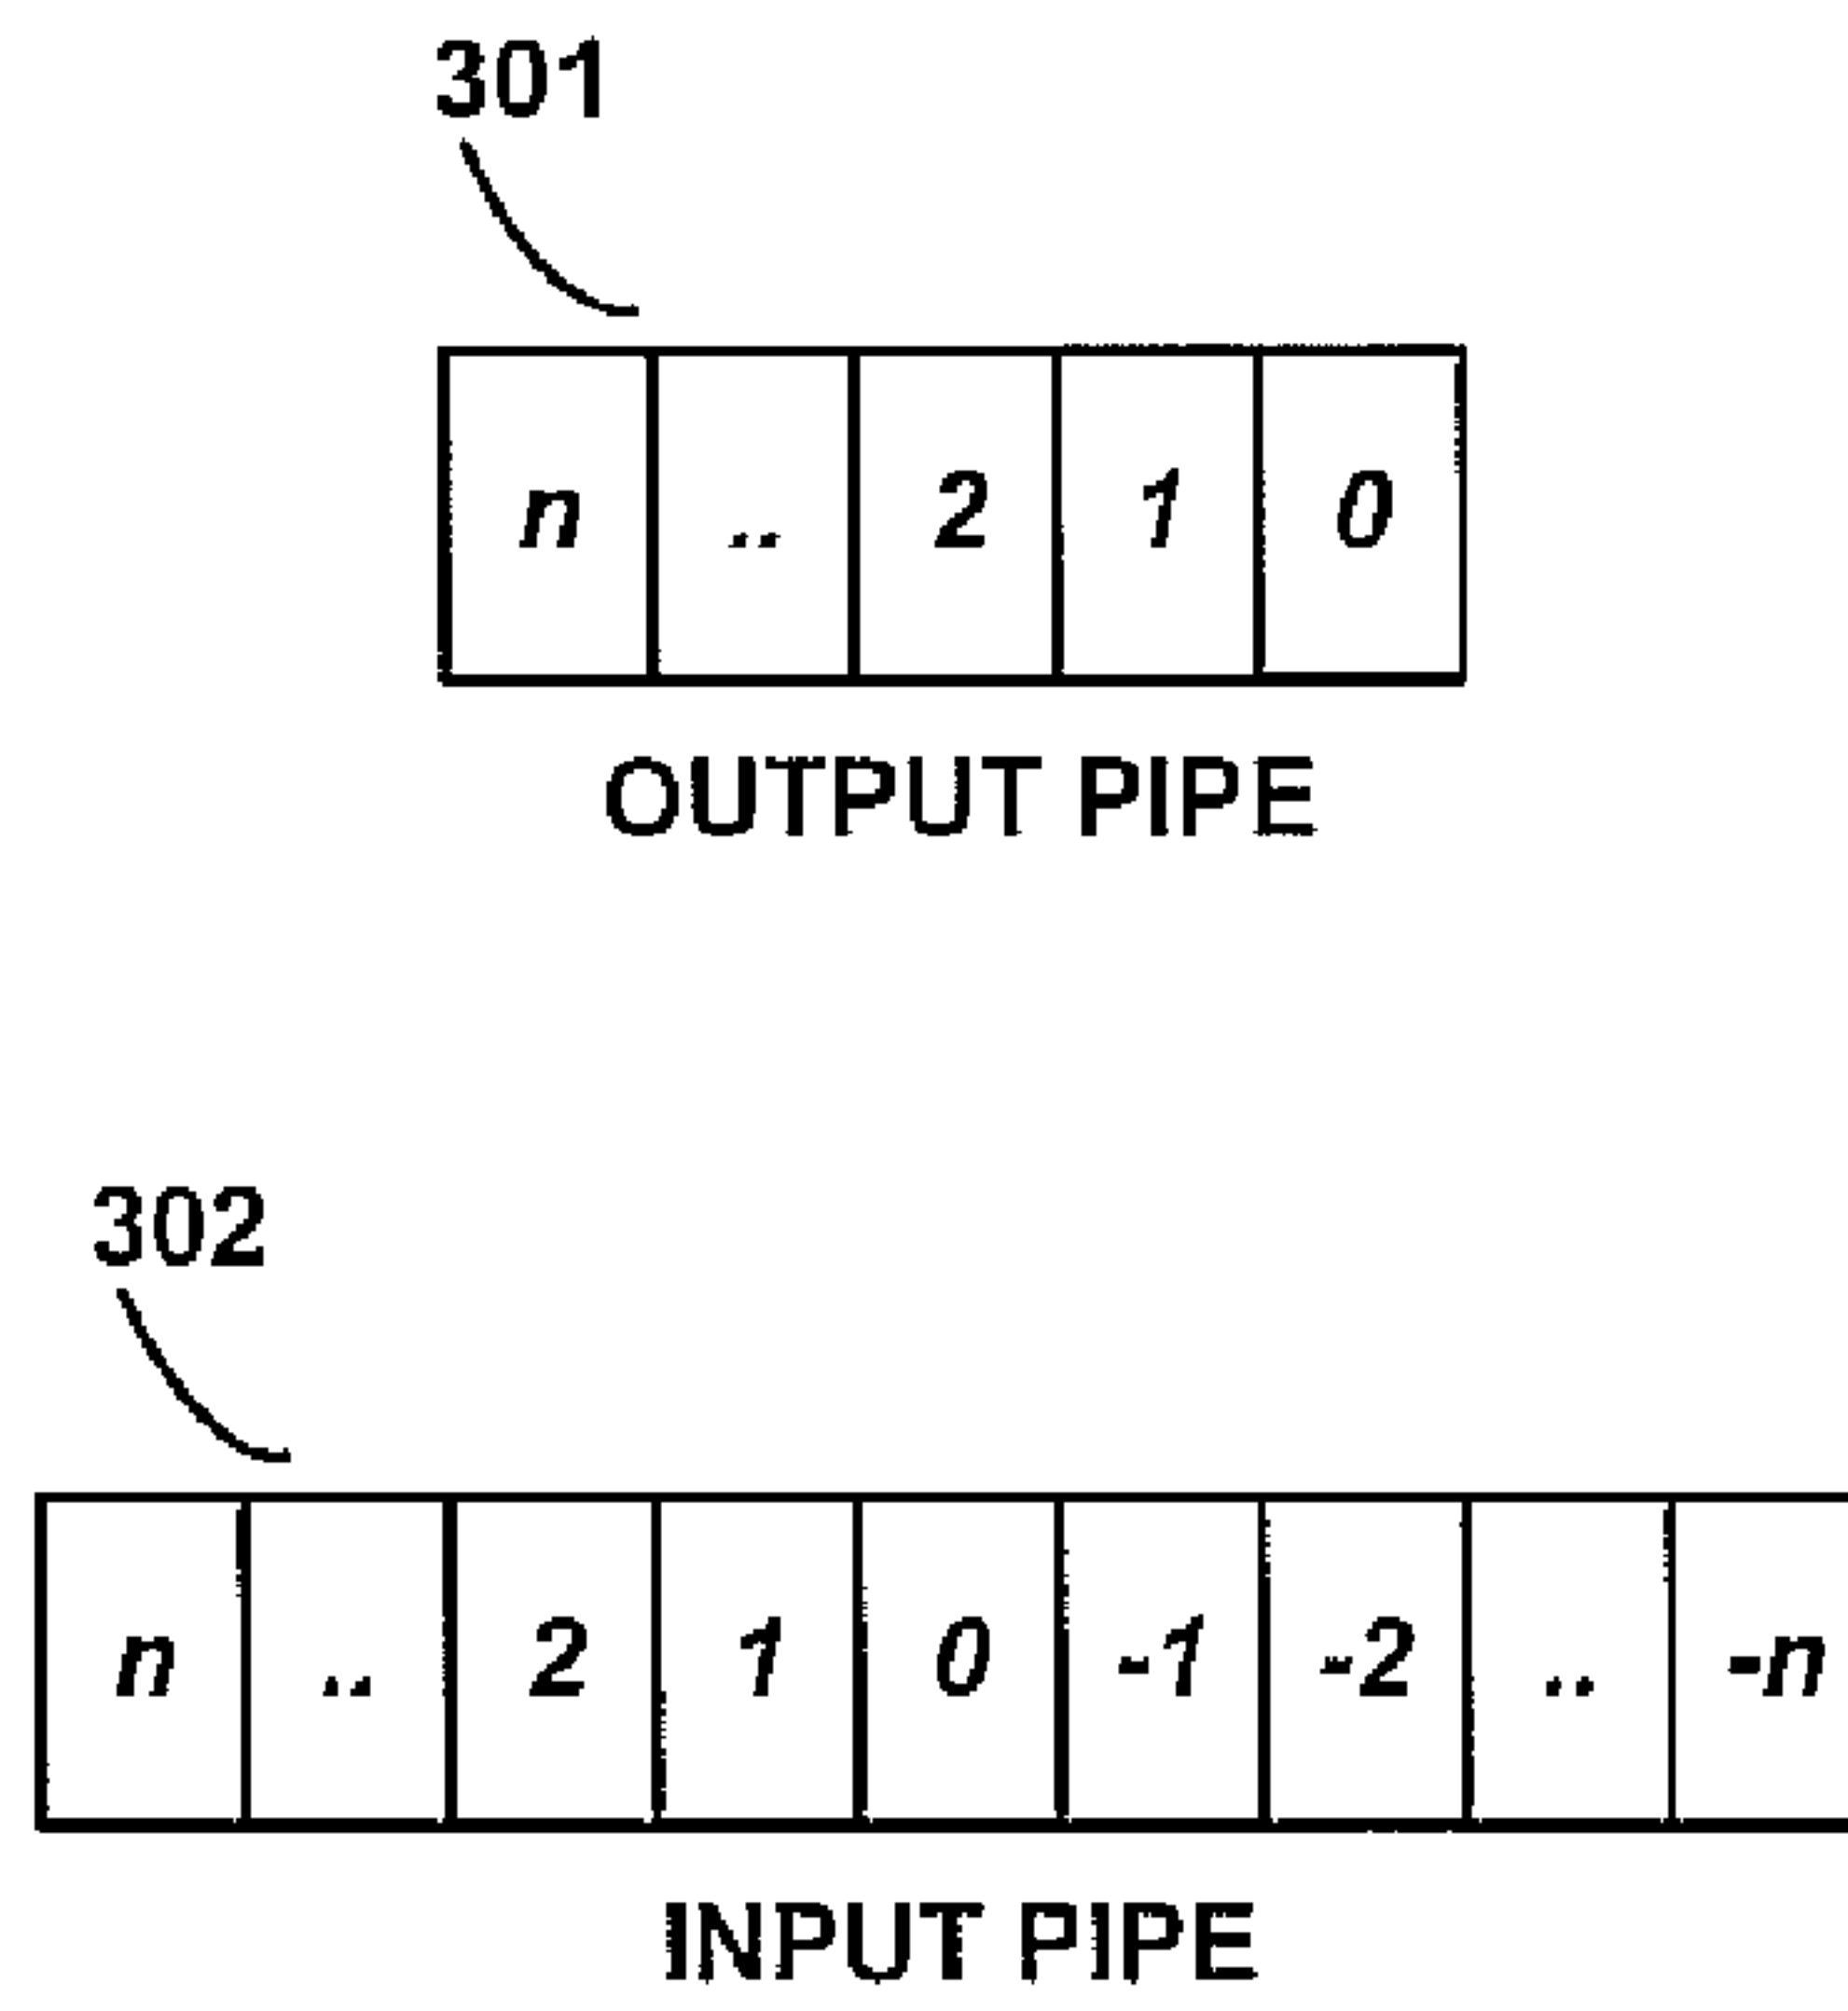 301
n .. 2 1 0
OUTPUT PIPE
302
n .. 2 1 0 -1 -2 .. -n
INPUT PIPE